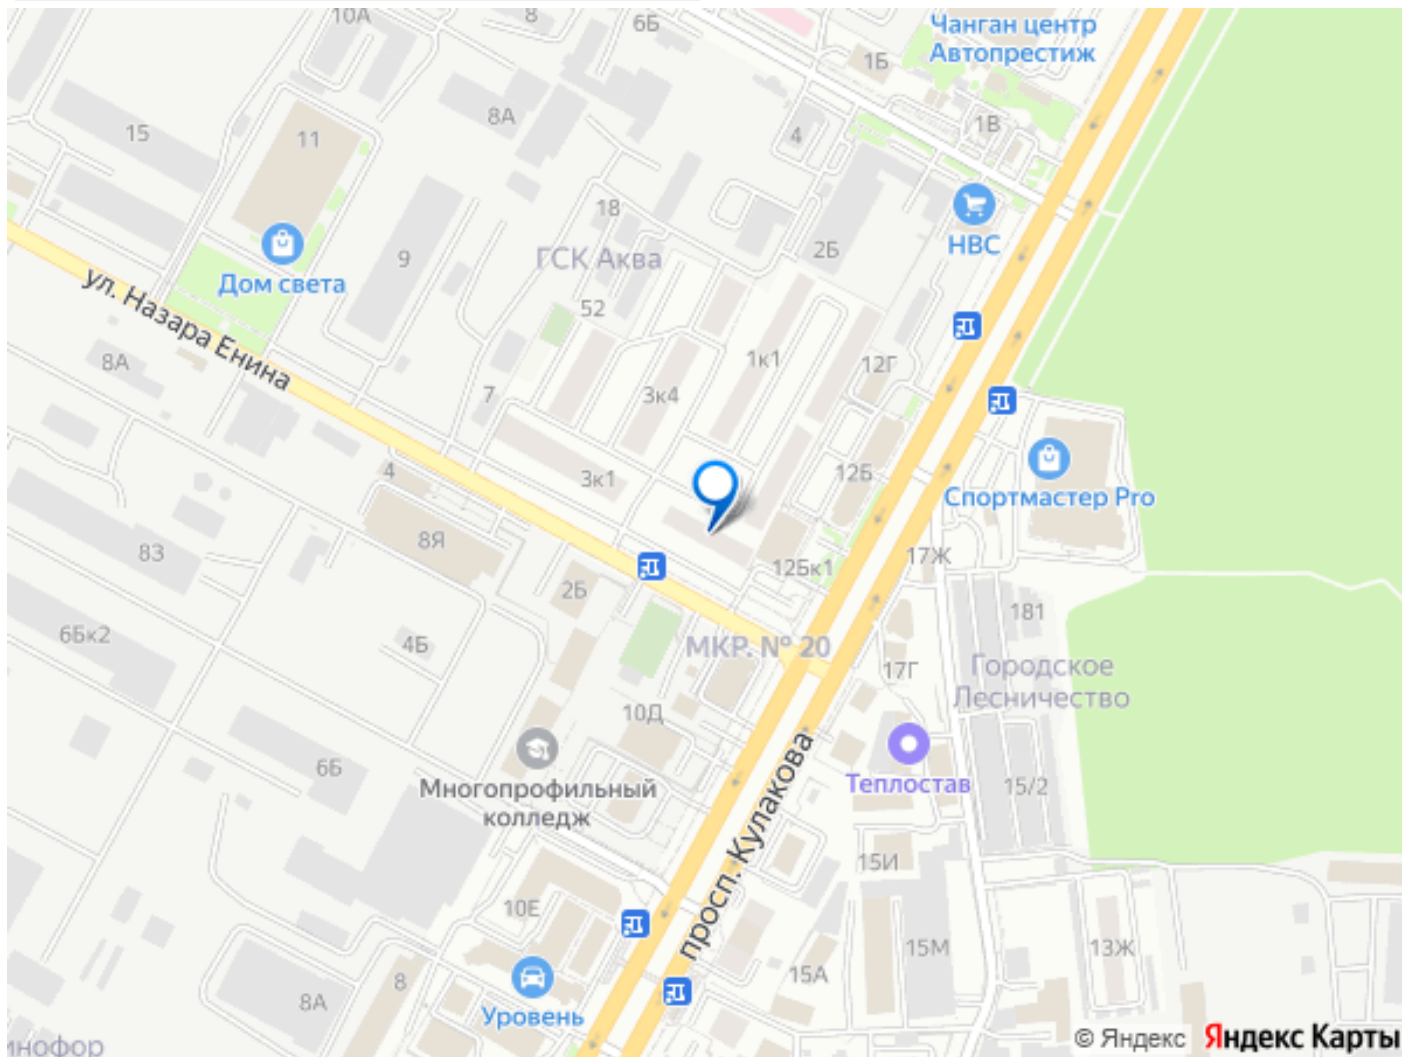 10А
8
6Б
Чанган центр
Автопрестиж
1Б
8А
15
11
4
1В
18
НВС
ГСК Аква
2Б
9
Дом света
ул. Назара Енина
52
8А
1к1
12Г
7
3к4
4
3к1
12Б
Спортмастер Pro
8Я
83
17Ж
12Бк1
2Б
181
6Бк2
4Б
МКР. № 20
Городское
Лесничество
17Г
10Д
просп. Кулакова
6Б
Многопрофильный
колледж
Теплостав
15/2
15И
10Е
15М
13Ж
15А
8
8А
Уровень
инофор
© Яндекс Яндекс Карты